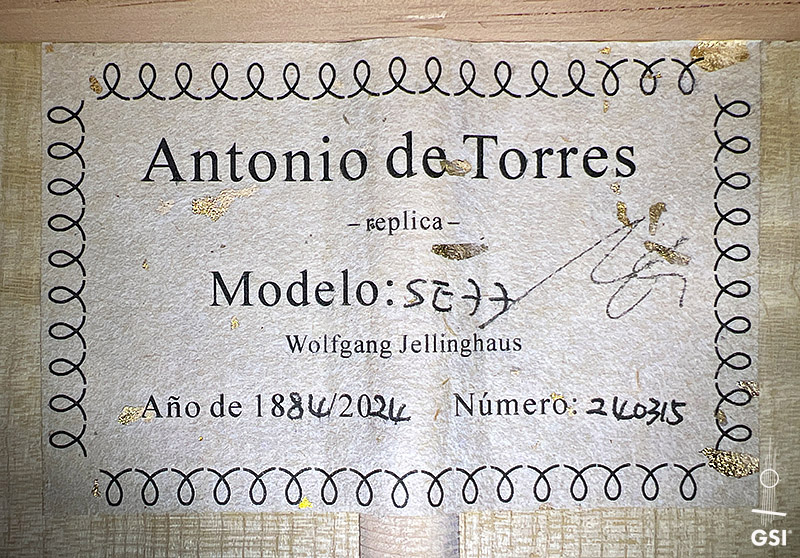 Antonio de Torres
– replica –
Modelo: SE77
Wolfgang Jellinghaus
Año de 1884/2024 Número: 240315
GSI